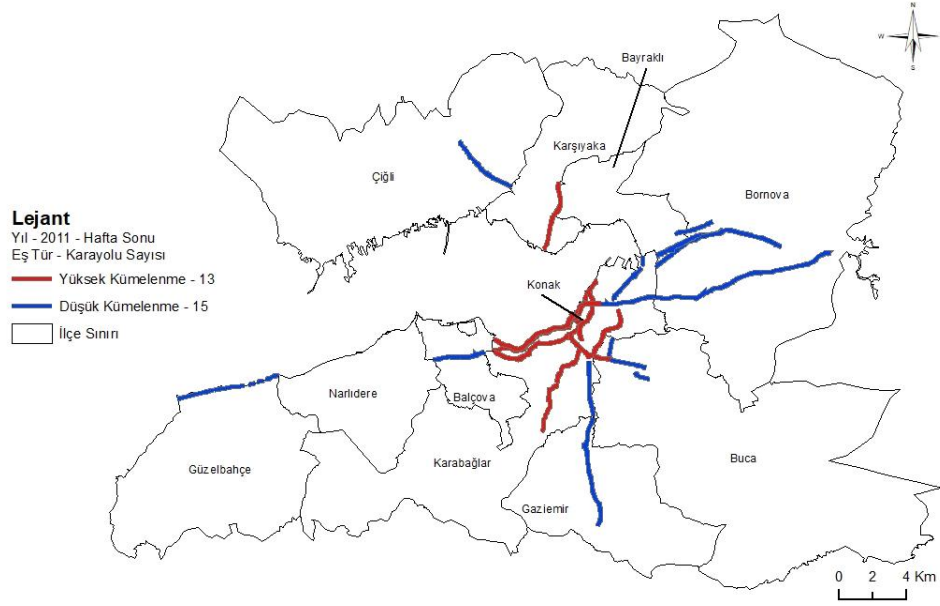 N
W
S
Bayraklı
Karşıyaka
Çiğli
Bornova
Lejant
Yıl - 2011 - Hafta Sonu
Eş Tür - Karayolu Sayısı
Yüksek Kümelenme - 13
Düşük Kümelenme - 15
İlçe Sınırı
Konak
Narlıdere
Balçova
Güzelbahçe
Karabağlar
Buca
Gaziemir
0 2 4 Km